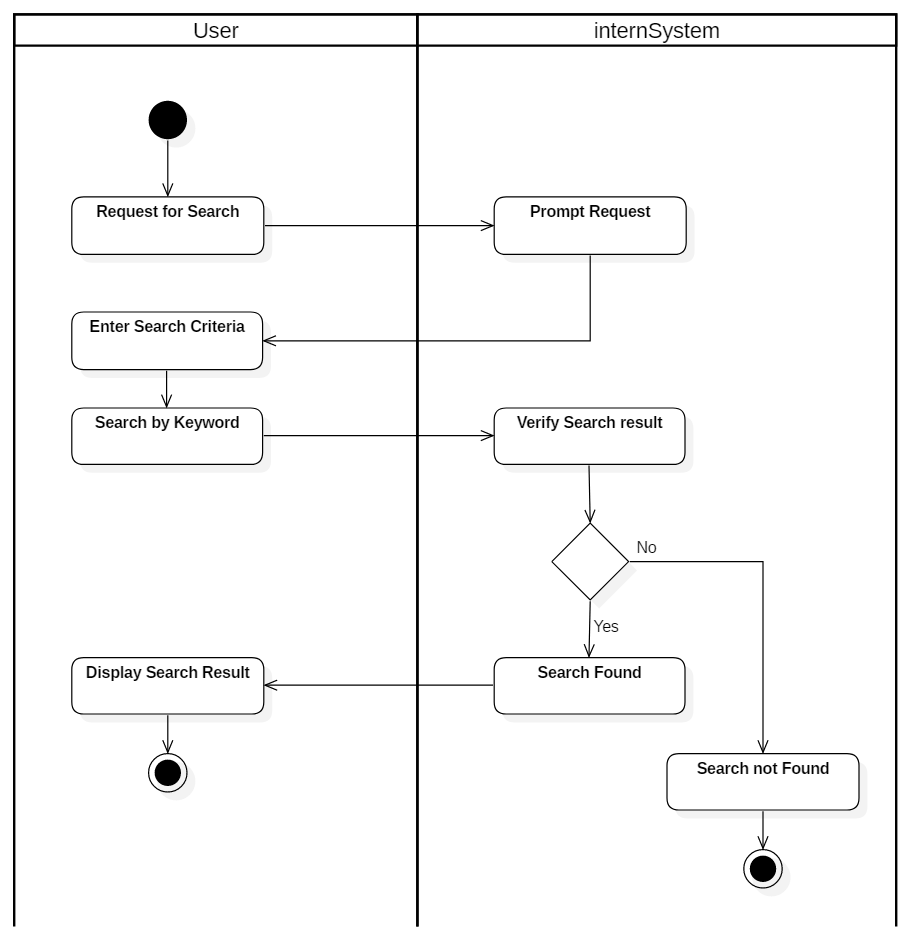 User
internSystem
Request for Search
Prompt Request
Enter Search Criteria
Search by Keyword
Verify Search result
No
Yes
Display Search Result
Search Found
Search not Found